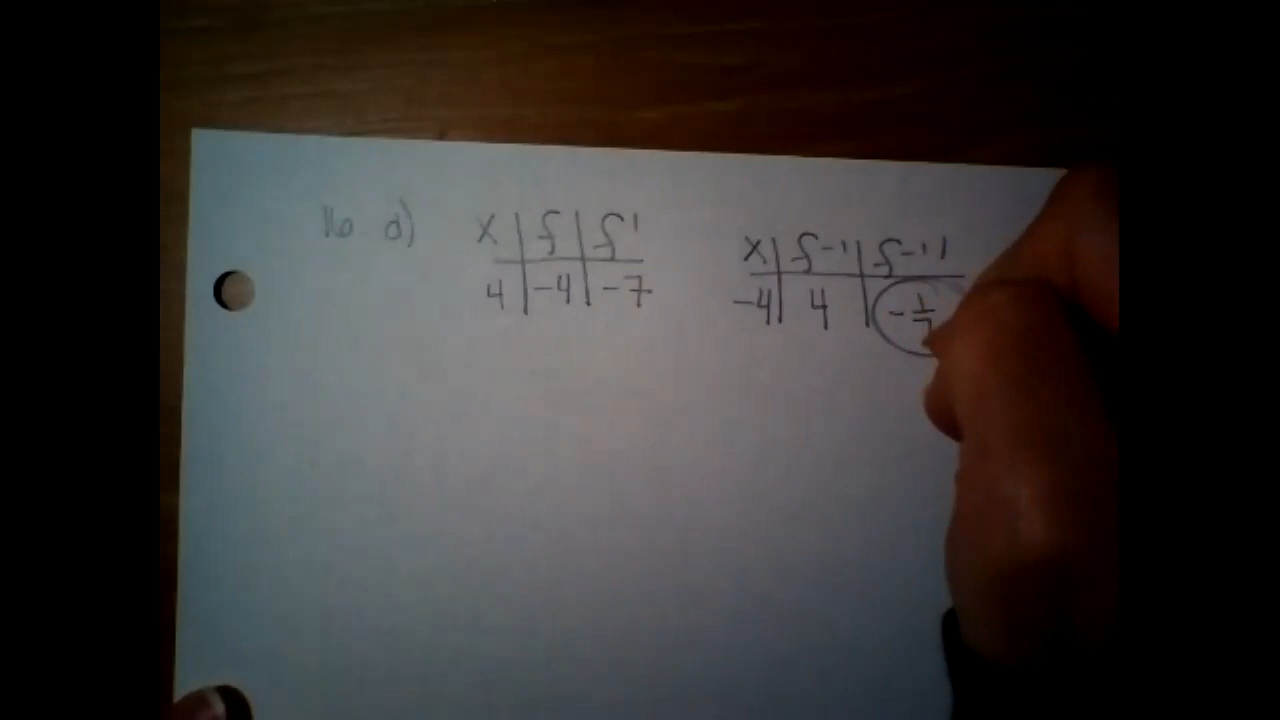 16 a) x | f | f'
4 | -4 | -7
x | f-1 | f-1'
-4 | 4 | -1/7